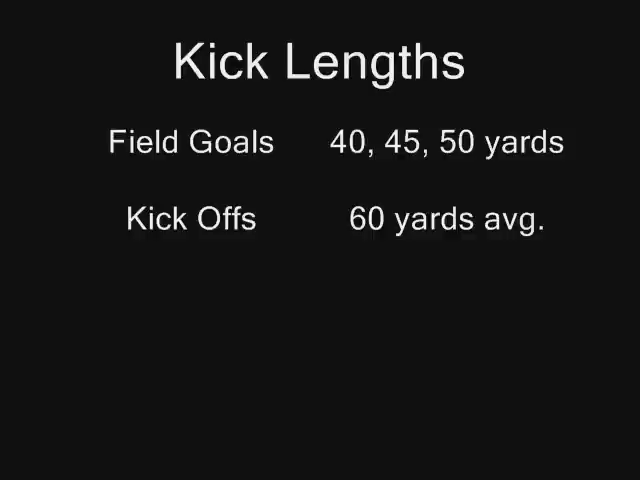 Kick Lengths
Field Goals 40, 45, 50 yards
Kick Offs 60 yards avg.